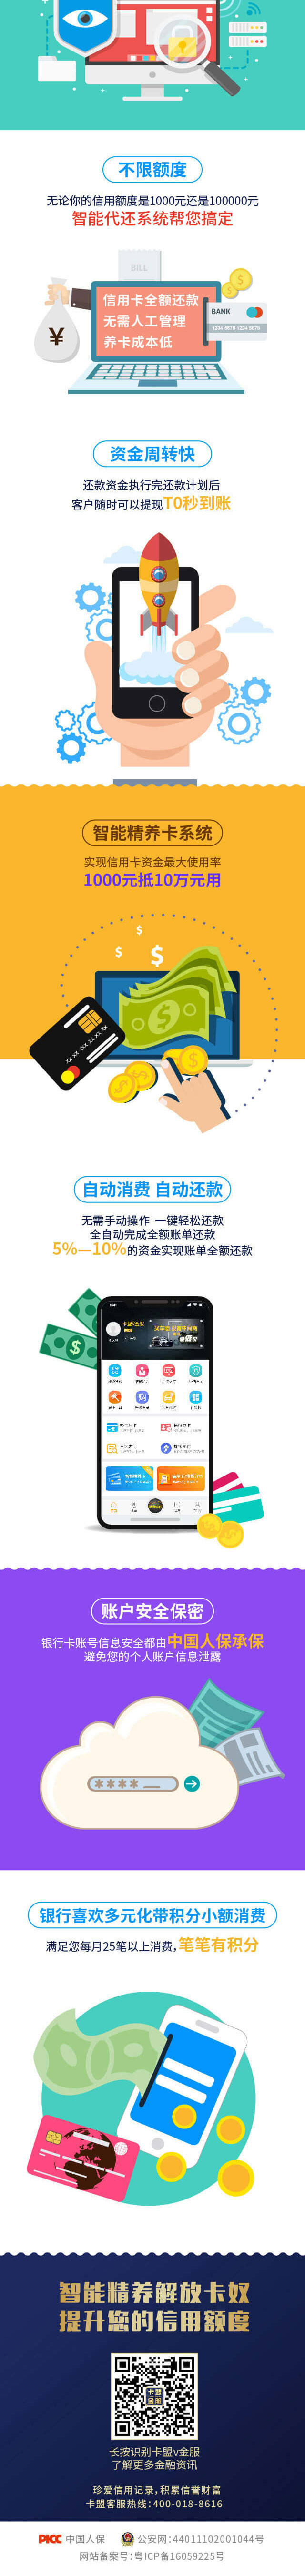 不限额度
无论你的信用额度是1000元还是100000元
智能代还系统帮您搞定
BILL
信用卡全额还款
无需人工管理
养卡成本低
BANK
1234 5678 1234 5678
¥
资金周转快
还款资金执行完还款计划后
客户随时可以提现T0秒到账
智能精养卡系统
实现信用卡资金最大使用率
1000元抵10万元用
$
$
$
XX XX XXX XX XX XX
自动消费 自动还款
无需手动操作 一键轻松还款
全自动完成全额账单还款
5%—10%的资金实现账单全额还款
账户安全保密
银行卡账号信息安全都由中国人保承保
避免您的个人账户信息泄露
****
银行喜欢多元化带积分小额消费
满足您每月25笔以上消费,笔笔有积分
智能精养解放卡奴
提升您的信用额度
卡盟
金服
长按识别卡盟v金服
了解更多金融资讯
珍爱信用记录,积累信誉财富
卡盟客服热线:400-018-8616
PICC 中国人保 公安网:44011102001044号
网站备案号:粤ICP备16059225号